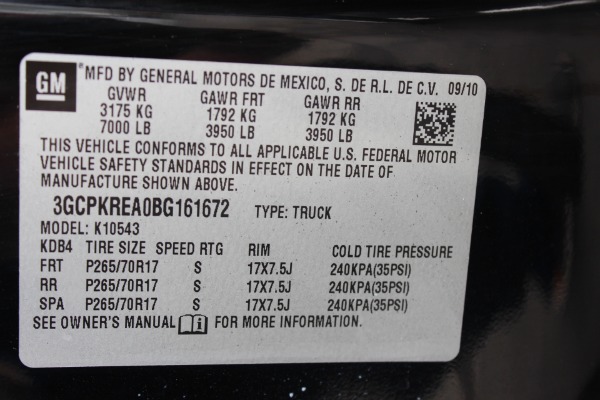 GM ® MFD BY GENERAL MOTORS DE MEXICO, S. DE R.L. DE C.V. 09/10
GVWR GAWR FRT GAWR RR
3175 KG 1792 KG 1792 KG
7000 LB 3950 LB 3950 LB
THIS VEHICLE CONFORMS TO ALL APPLICABLE U.S. FEDERAL MOTOR
VEHICLE SAFETY STANDARDS IN EFFECT ON THE DATE OF
MANUFACTURE SHOWN ABOVE.
3GCPKREA0BG161672 TYPE: TRUCK
MODEL: K10543
KDB4 TIRE SIZE SPEED RTG RIM COLD TIRE PRESSURE
FRT P265/70R17 S 17X7.5J 240KPA(35PSI)
RR P265/70R17 S 17X7.5J 240KPA(35PSI)
SPA P265/70R17 S 17X7.5J 240KPA(35PSI)
SEE OWNER'S MANUAL i FOR MORE INFORMATION.